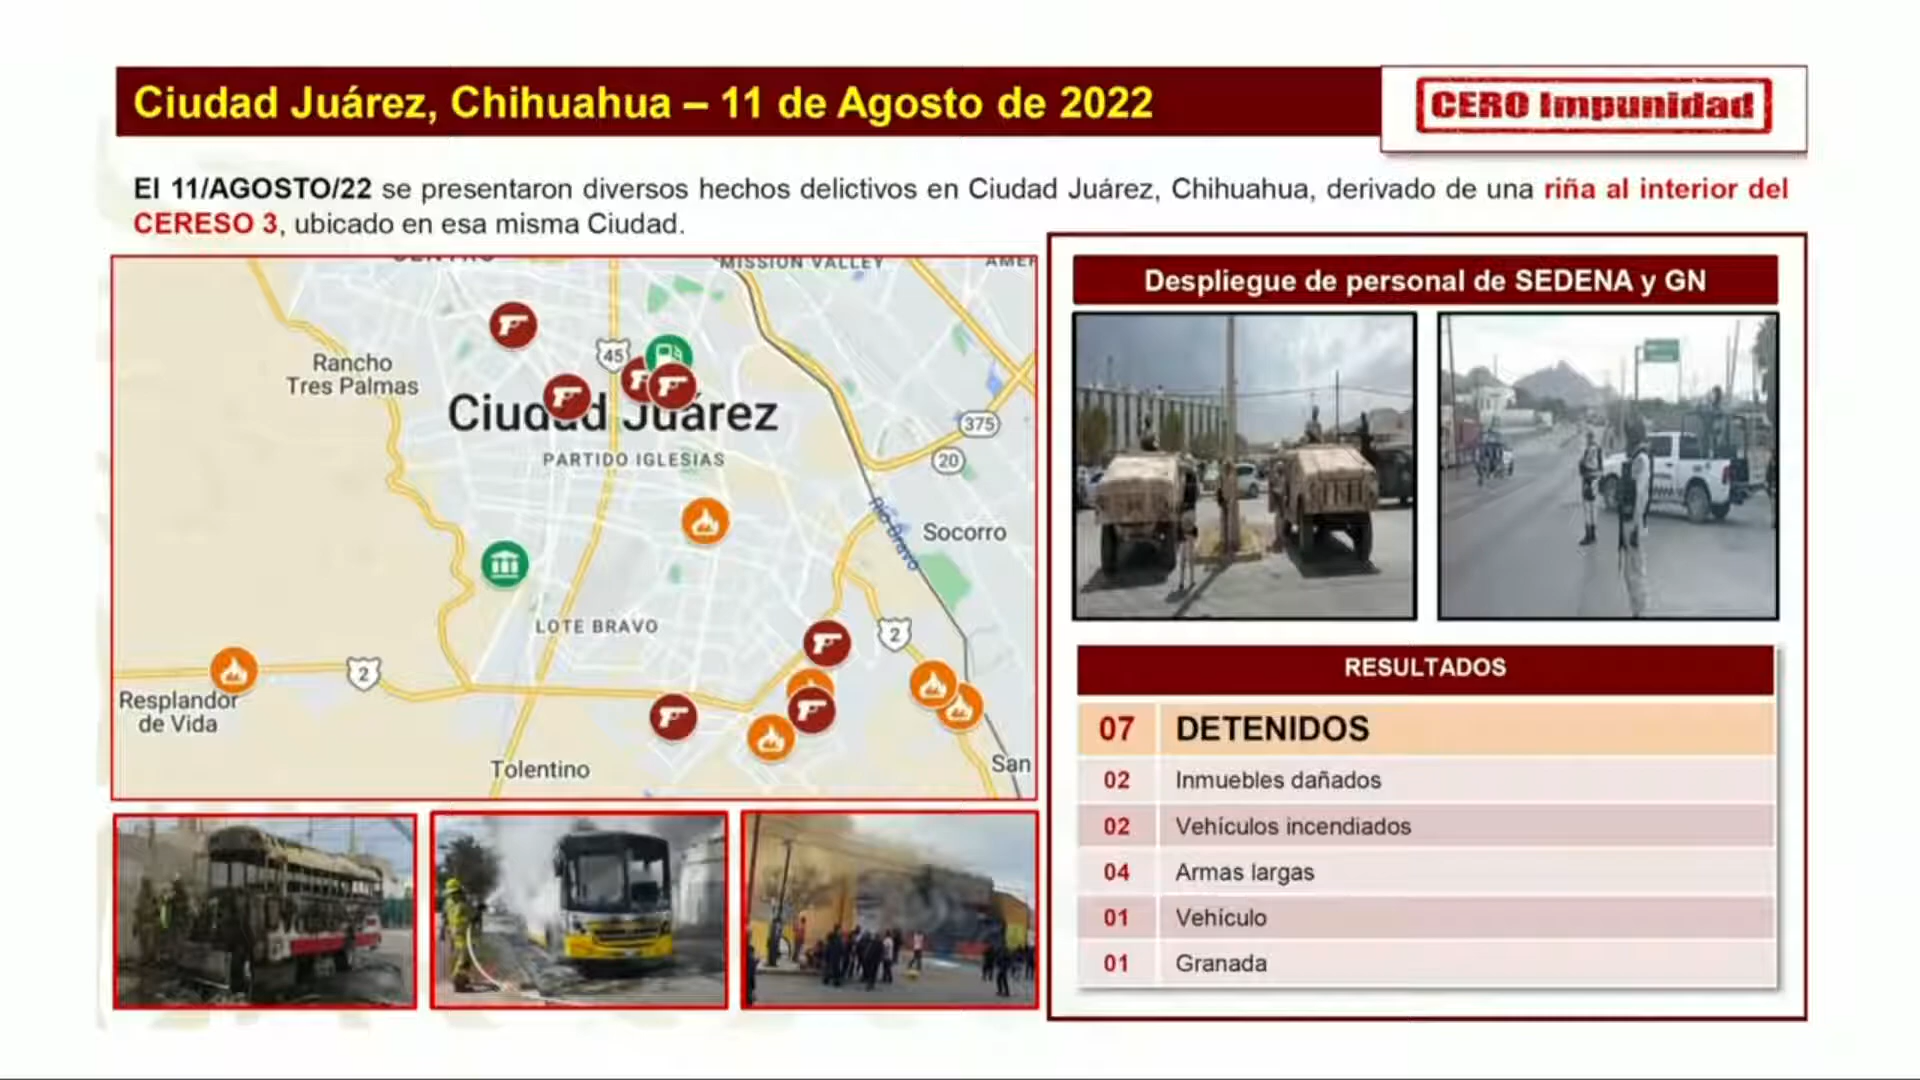 Ciudad Juárez, Chihuahua – 11 de Agosto de 2022
CERO Impunidad
El 11/AGOSTO/22 se presentaron diversos hechos delictivos en Ciudad Juárez, Chihuahua, derivado de una riña al interior del
CERESO 3, ubicado en esa misma Ciudad.
CENTRO
MISSION VALLEY
Rancho
Tres Palmas
45
Ciudad Juárez
375
20
PARTIDO IGLESIAS
Río Bravo
Socorro
LOTE BRAVO
2
2
Resplandor
de Vida
Tolentino
San
Despliegue de personal de SEDENA y GN
RESULTADOS
07 DETENIDOS
02 Inmuebles dañados
02 Vehículos incendiados
04 Armas largas
01 Vehículo
01 Granada